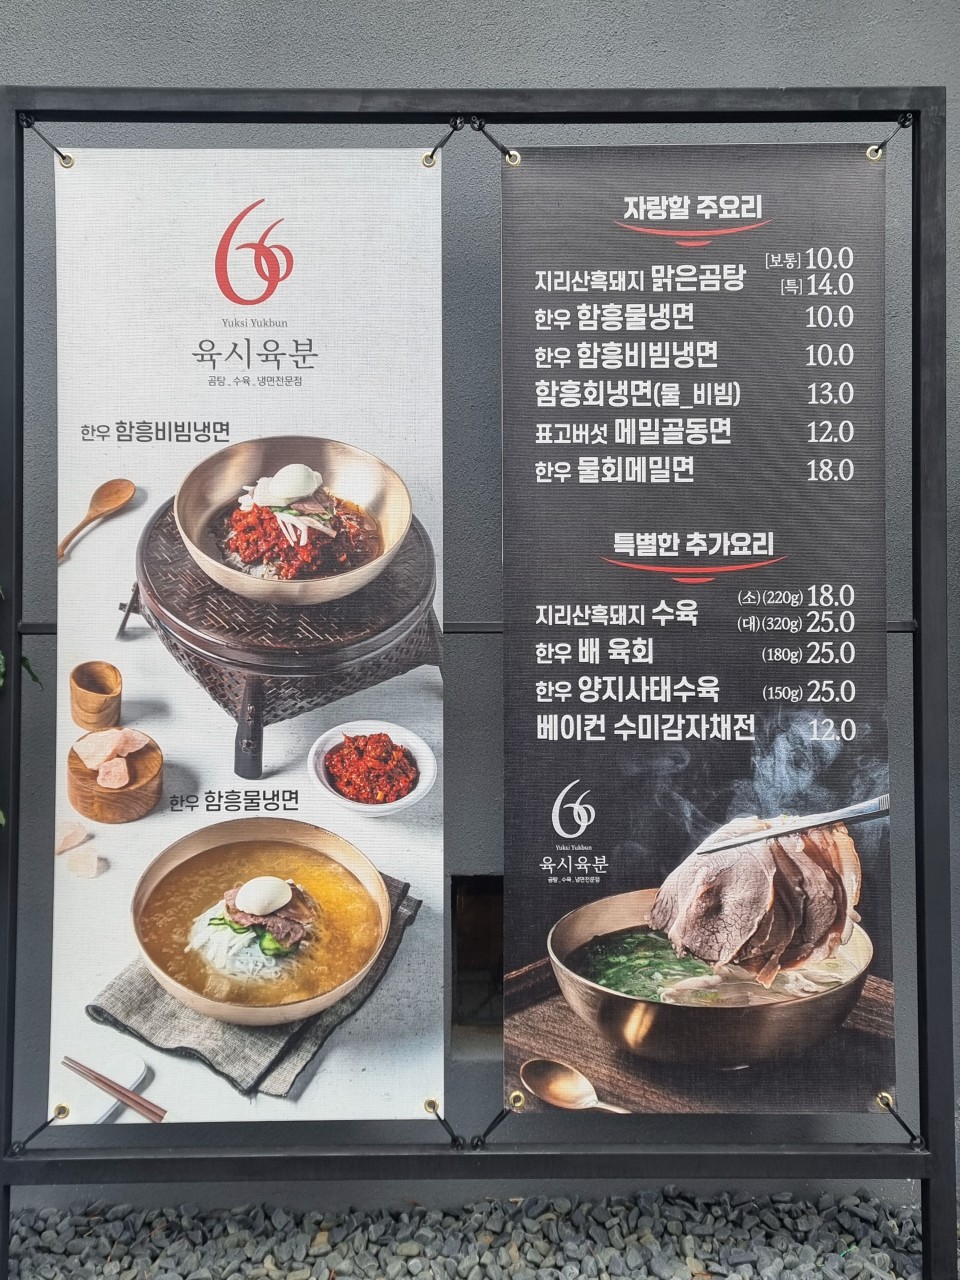 66
Yuksi Yukbun
육시육분
곰탕_수육_냉면전문점
한우 함흥비빔냉면
한우 함흥물냉면
자랑할 주요리
지리산흑돼지 맑은곰탕 [보통] 10.0
[특] 14.0
한우 함흥물냉면 10.0
한우 함흥비빔냉면 10.0
함흥회냉면(물_비빔) 13.0
표고버섯 메밀골동면 12.0
한우 물회메밀면 18.0
특별한 추가요리
지리산흑돼지 수육 (소)(220g) 18.0
(대)(320g) 25.0
한우 배 육회 (180g) 25.0
한우 양지사태수육 (150g) 25.0
베이컨 수미감자채전 12.0
66
Yuksi Yukbun
육시육분
곰탕_수육_냉면전문점